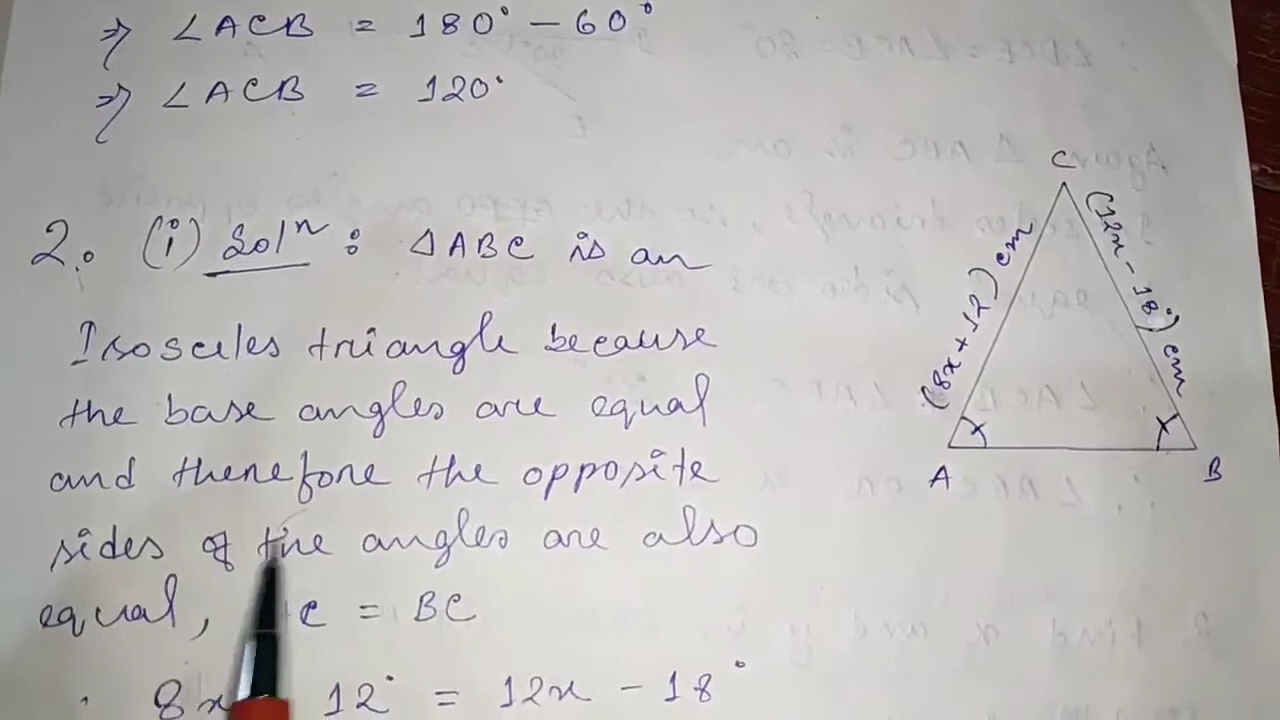 ⇒ ∠ACB = 180° - 60°
⇒ ∠ACB = 120°
2. (i) Solⁿ : △ABC is an
Isosceles triangle because
the base angles are equal
and therefore the opposite
sides of the angles are also
equal, C = BC
8x 12° = 12x - 18°
C
(8x + 12) cm
(12x - 18°) cm
A
B